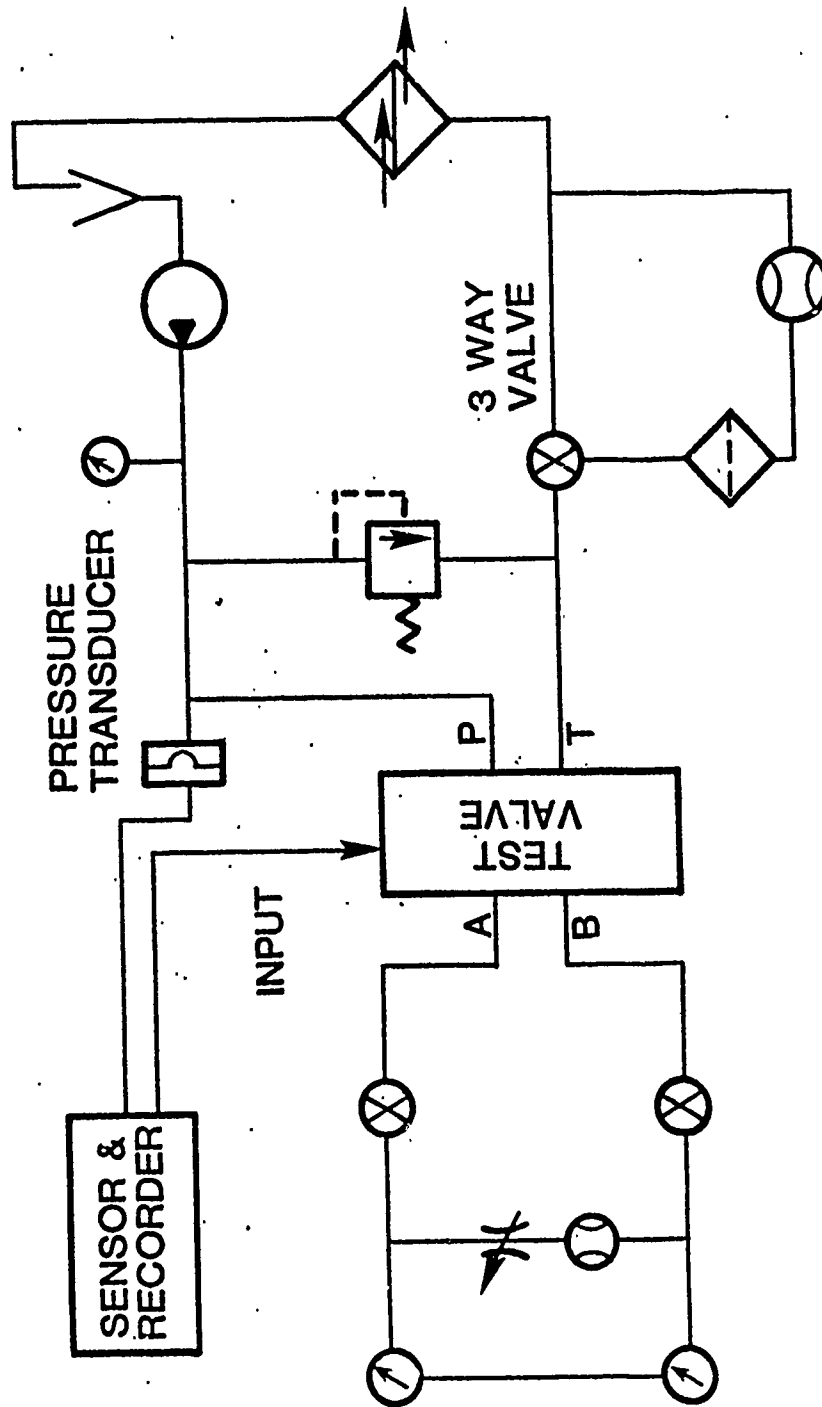 SENSOR &
RECORDER
PRESSURE
TRANSDUCER
INPUT
A
B
TEST
VALVE
P
T
3 WAY
VALVE